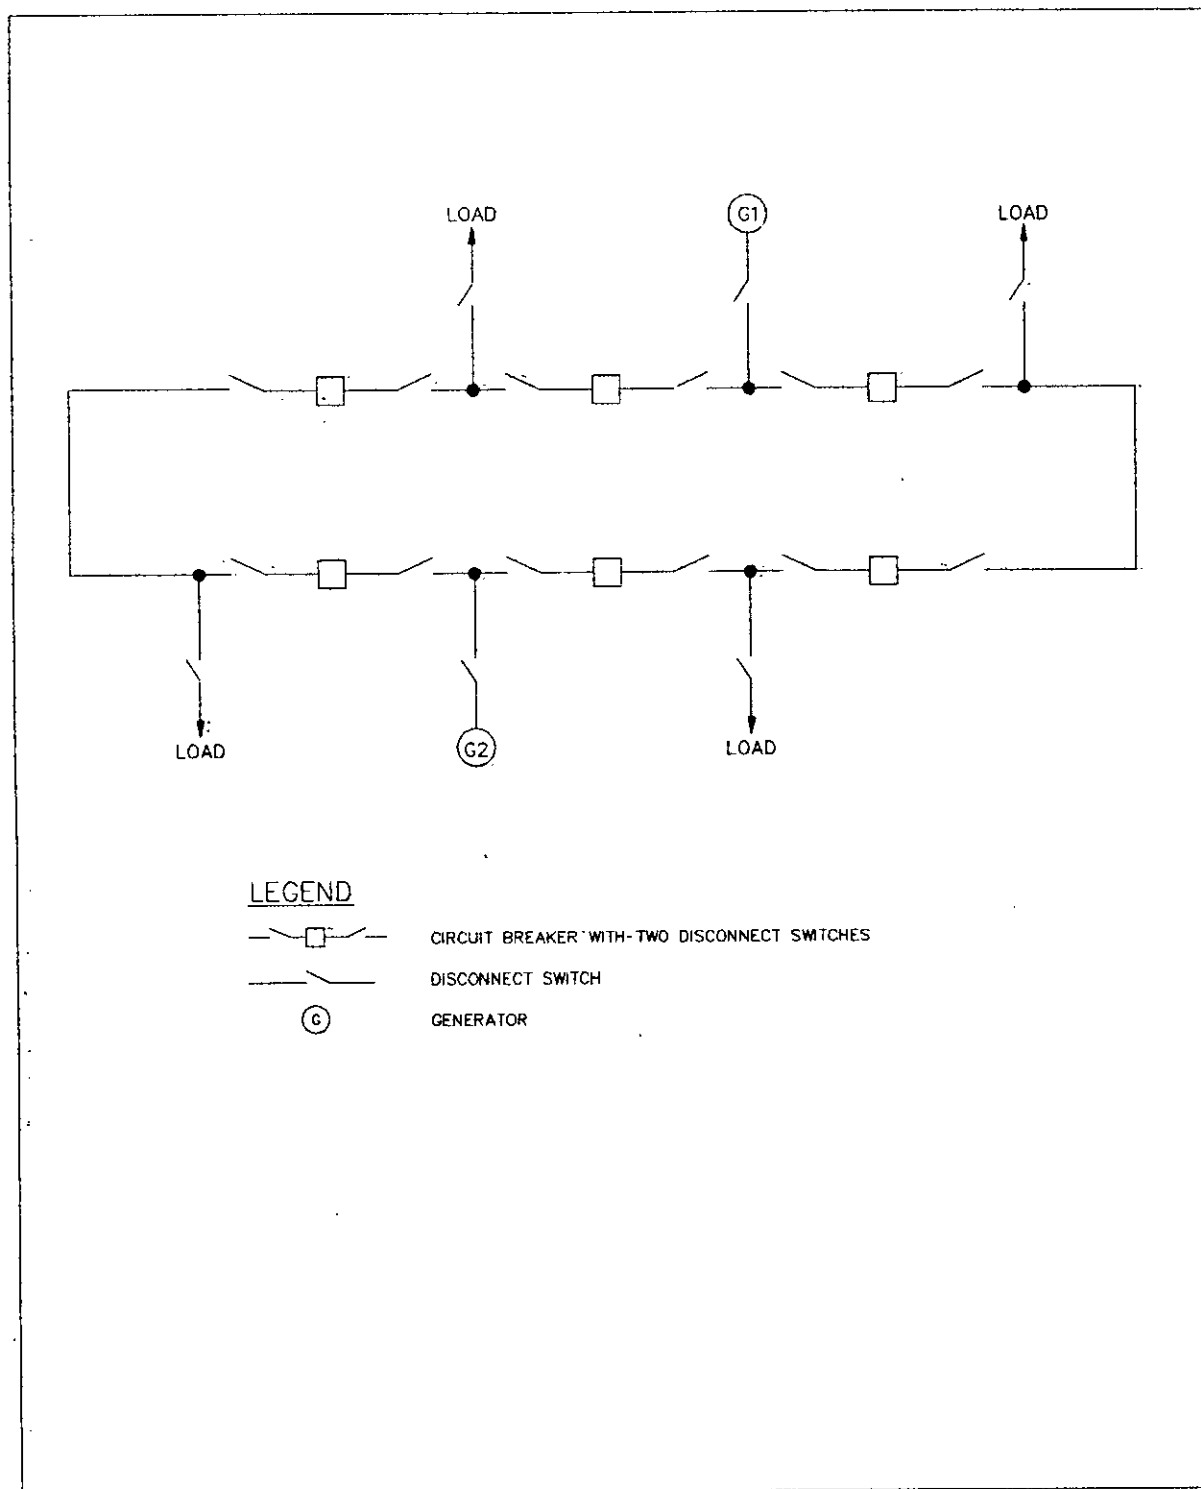 LOAD
G1
LOAD
LOAD
G2
LOAD
LEGEND
CIRCUIT BREAKER WITH-TWO DISCONNECT SWITCHES
DISCONNECT SWITCH
G
GENERATOR